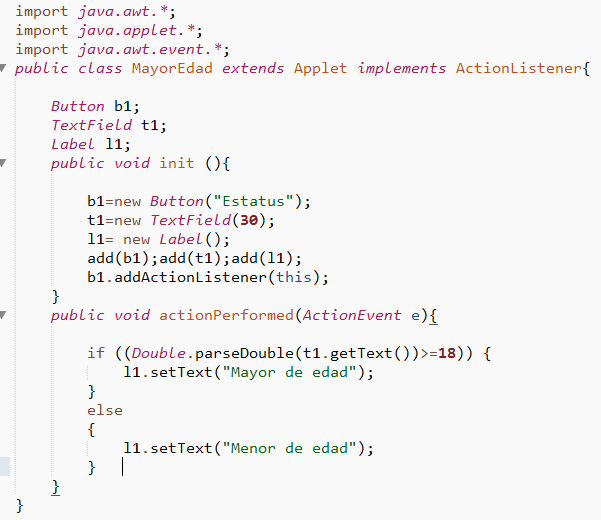 import java.awt.*;
import java.applet.*;
import java.awt.event.*;
public class MayorEdad extends Applet implements ActionListener{
Button b1;
TextField t1;
Label l1;
public void init (){
b1=new Button("Estatus");
t1=new TextField(30);
l1= new Label();
add(b1);add(t1);add(l1);
b1.addActionListener(this);
}
public void actionPerformed(ActionEvent e){
if ((Double.parseDouble(t1.getText())>=18)) {
l1.setText("Mayor de edad");
}
else
{
l1.setText("Menor de edad");
}
}
}